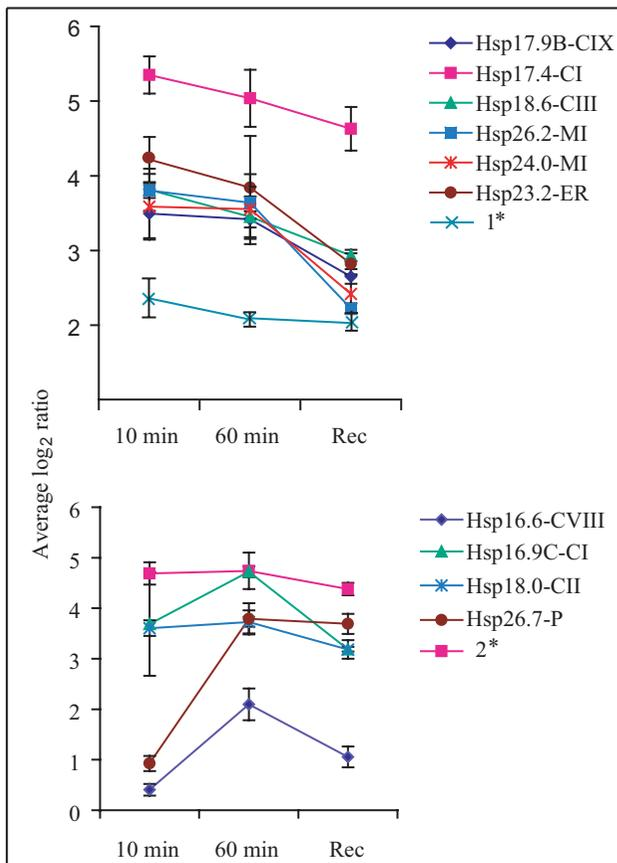 6
5
4
3
2
10 min 60 min Rec
Hsp17.9B-CIX
Hsp17.4-CI
Hsp18.6-CIII
Hsp26.2-MI
Hsp24.0-MI
Hsp23.2-ER
1*
Average log2 ratio
6
5
4
3
2
1
0
10 min 60 min Rec
Hsp16.6-CVIII
Hsp16.9C-CI
Hsp18.0-CII
Hsp26.7-P
2*